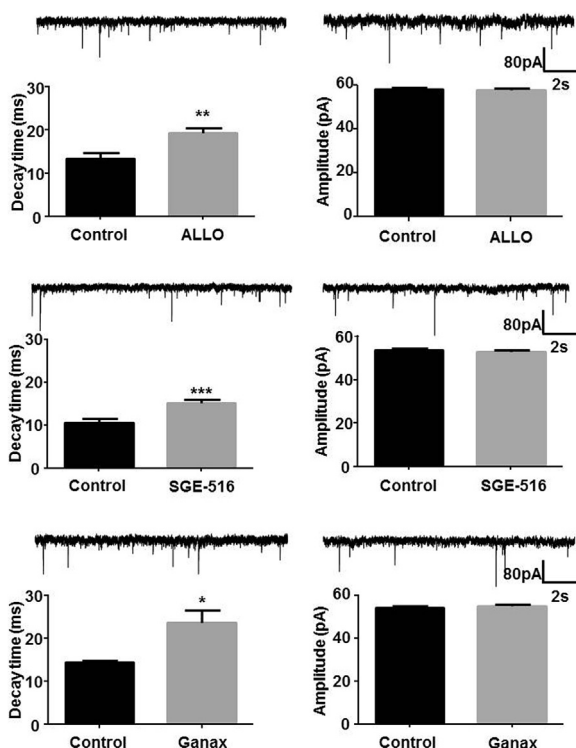 80pA
2s
Decay time (ms)
30
20
10
0
**
Control ALLO
Amplitude (pA)
60
40
20
0
Control ALLO
80pA
2s
Decay time (ms)
30
20
10
0
***
Control SGE-516
Amplitude (pA)
60
40
20
0
Control SGE-516
80pA
2s
Decay time (ms)
30
20
10
0
*
Control Ganax
Amplitude (pA)
60
40
20
0
Control Ganax